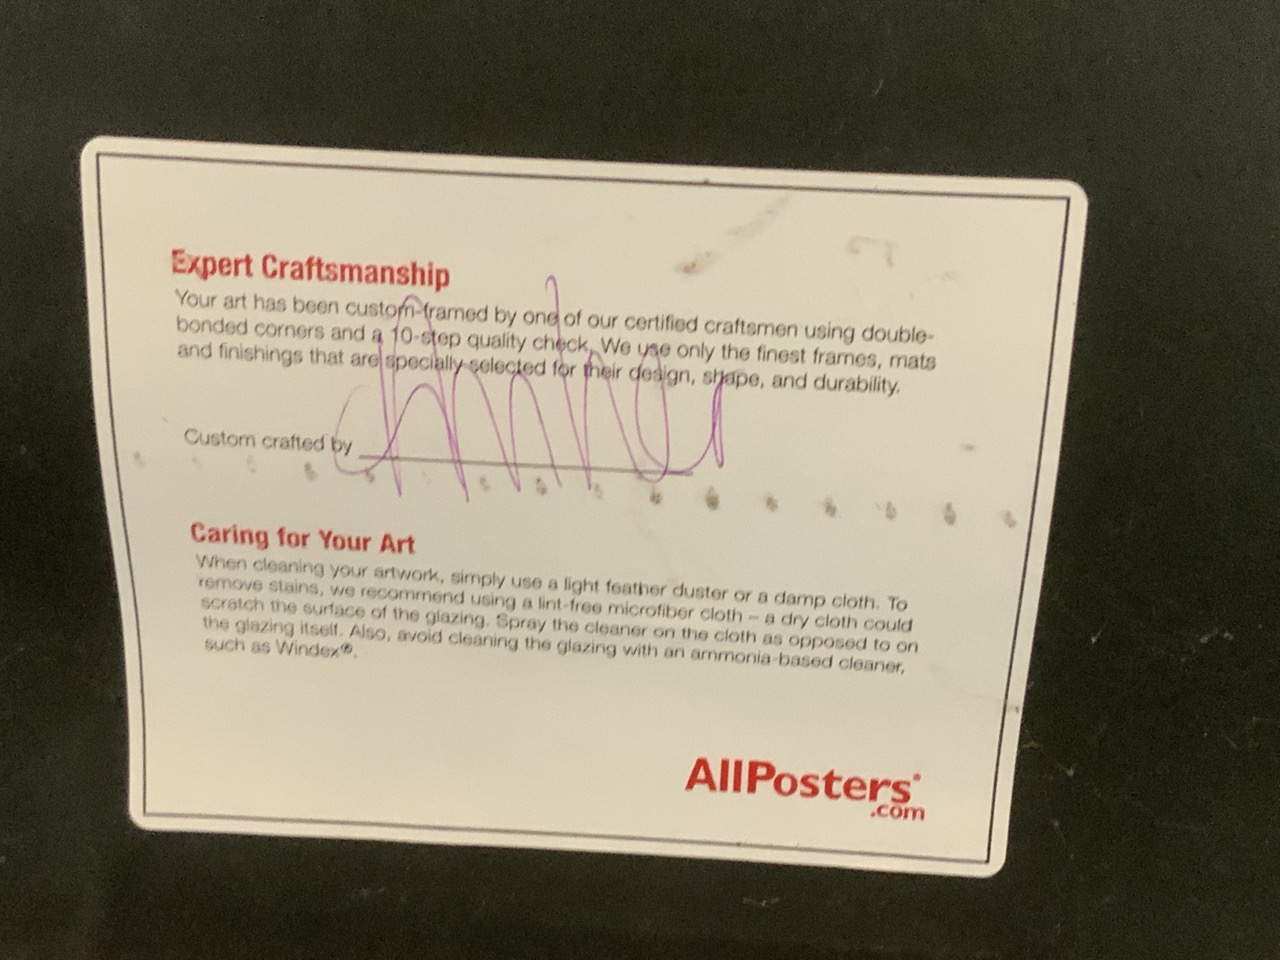 Expert Craftsmanship
Your art has been custom-framed by one of our certified craftsmen using double-
bonded corners and a 10-step quality check. We use only the finest frames, mats
and finishings that are specially selected for their design, shape, and durability.
Custom crafted by
Caring for Your Art
When cleaning your artwork, simply use a light feather duster or a damp cloth. To
remove stains, we recommend using a lint-free microfiber cloth – a dry cloth could
scratch the surface of the glazing. Spray the cleaner on the cloth as opposed to on
the glazing itself. Also, avoid cleaning the glazing with an ammonia-based cleaner,
such as Windex®.
AllPosters®
.com